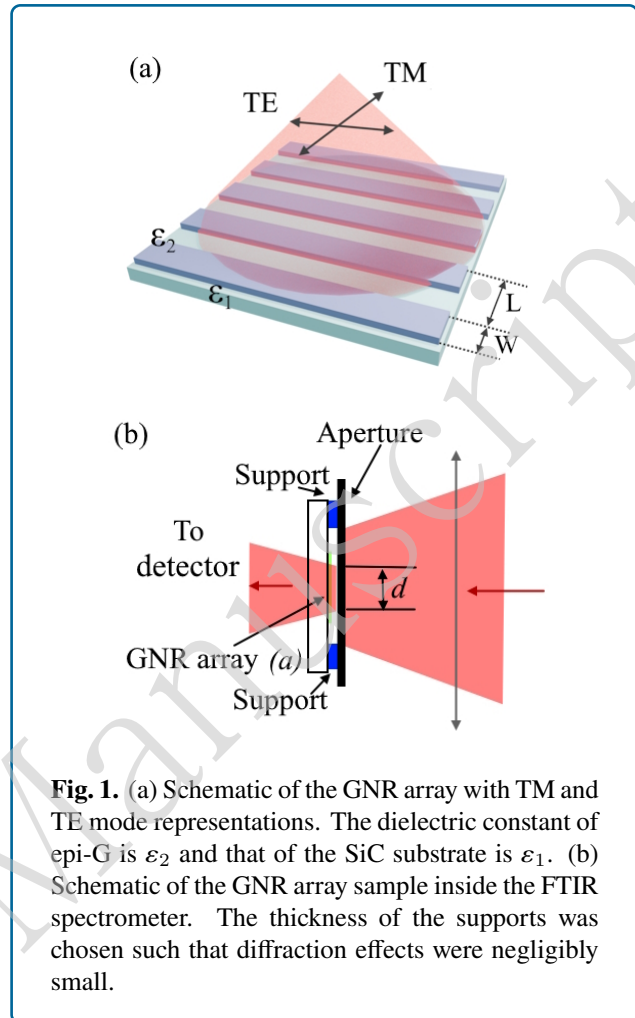 (a)
TM
TE
ε₂
ε₁
L
W
(b)
Aperture
Support
To
detector
d
GNR array (a)
Support
Fig. 1. (a) Schematic of the GNR array with TM and
TE mode representations. The dielectric constant of
epi-G is ε₂ and that of the SiC substrate is ε₁. (b)
Schematic of the GNR array sample inside the FTIR
spectrometer. The thickness of the supports was
chosen such that diffraction effects were negligibly
small.
Manuscript